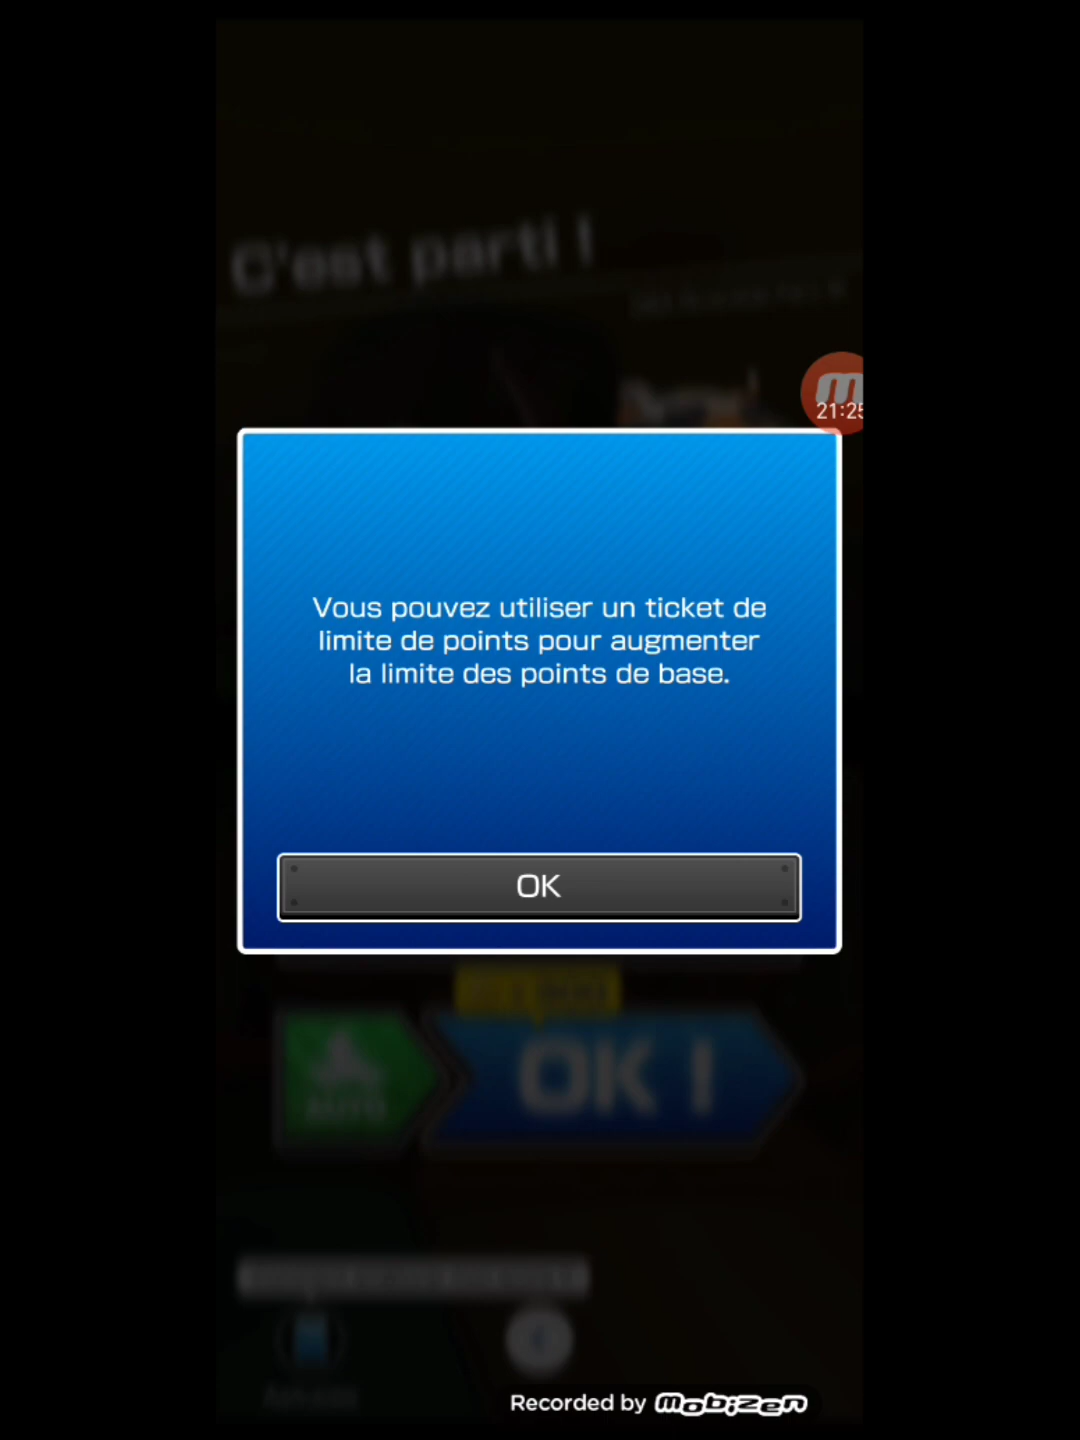 C'est parti !
21:25
Vous pouvez utiliser un ticket de
limite de points pour augmenter
la limite des points de base.
OK
OK !
AUTO
Recorded by mobizen